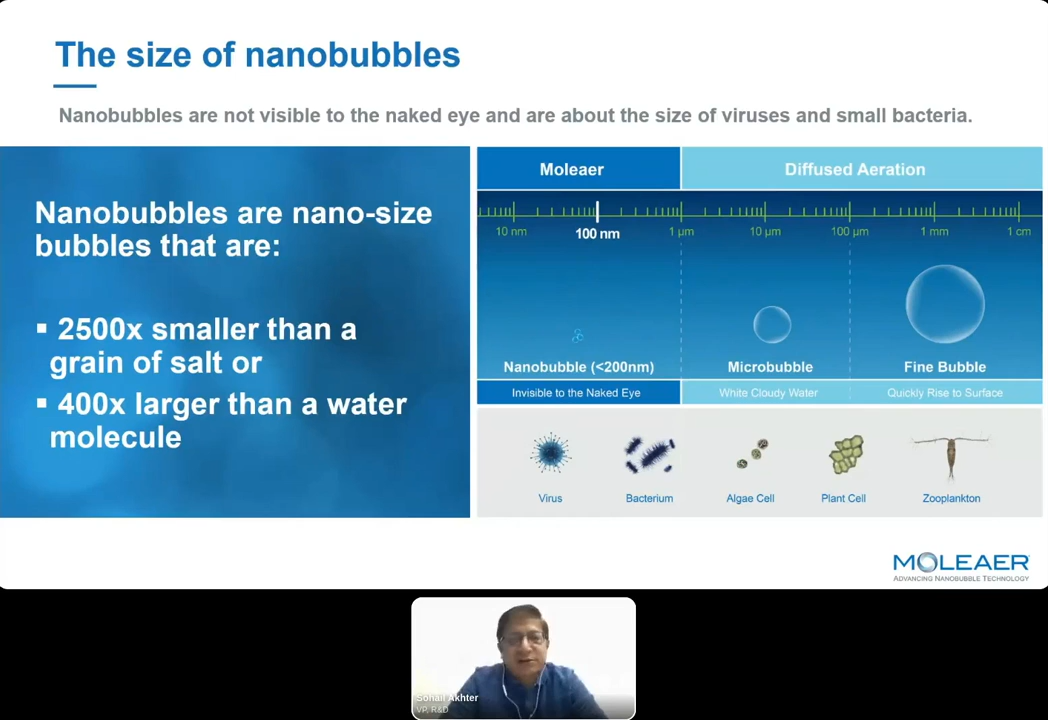 The size of nanobubbles
Nanobubbles are not visible to the naked eye and are about the size of viruses and small bacteria.
Nanobubbles are nano-size
bubbles that are:
▪ 2500x smaller than a
grain of salt or
▪ 400x larger than a water
molecule
Moleaer
Diffused Aeration
10 nm
100 nm
1 µm
10 µm
100 µm
1 mm
1 cm
Nanobubble (<200nm)
Microbubble
Fine Bubble
Invisible to the Naked Eye
White Cloudy Water
Quickly Rise to Surface
Virus
Bacterium
Algae Cell
Plant Cell
Zooplankton
MOLEAER
ADVANCING NANOBUBBLE TECHNOLOGY
Sohail Akhter
VP, R&D